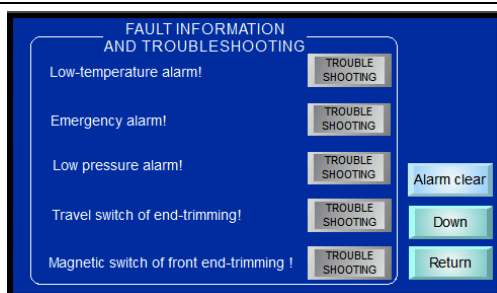 FAULT INFORMATION
AND TROUBLESHOOTING
Low-temperature alarm!
TROUBLE
SHOOTING
Emergency alarm!
TROUBLE
SHOOTING
Low pressure alarm!
TROUBLE
SHOOTING
Alarm clear
Travel switch of end-trimming!
TROUBLE
SHOOTING
Down
Magnetic switch of front end-trimming !
TROUBLE
SHOOTING
Return